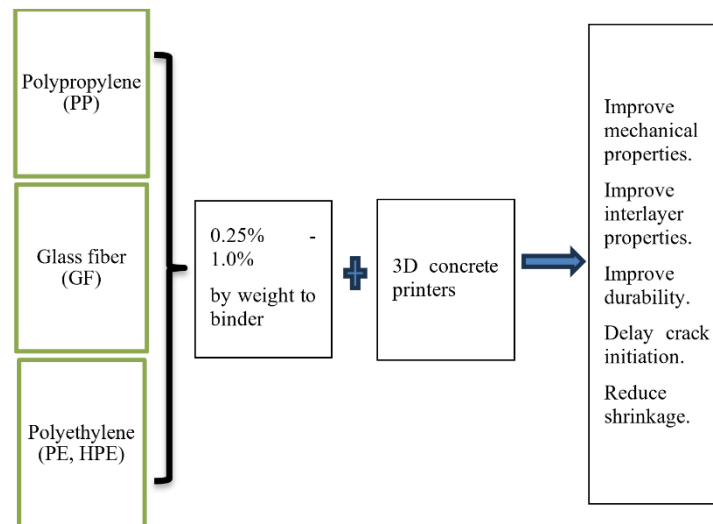 Polypropylene
(PP)
Glass fiber
(GF)
Polyethylene
(PE, HPE)
0.25% -
1.0%
by weight to
binder
3D concrete
printers
Improve
mechanical
properties.
Improve
interlayer
properties.
Improve
durability.
Delay crack
initiation.
Reduce
shrinkage.